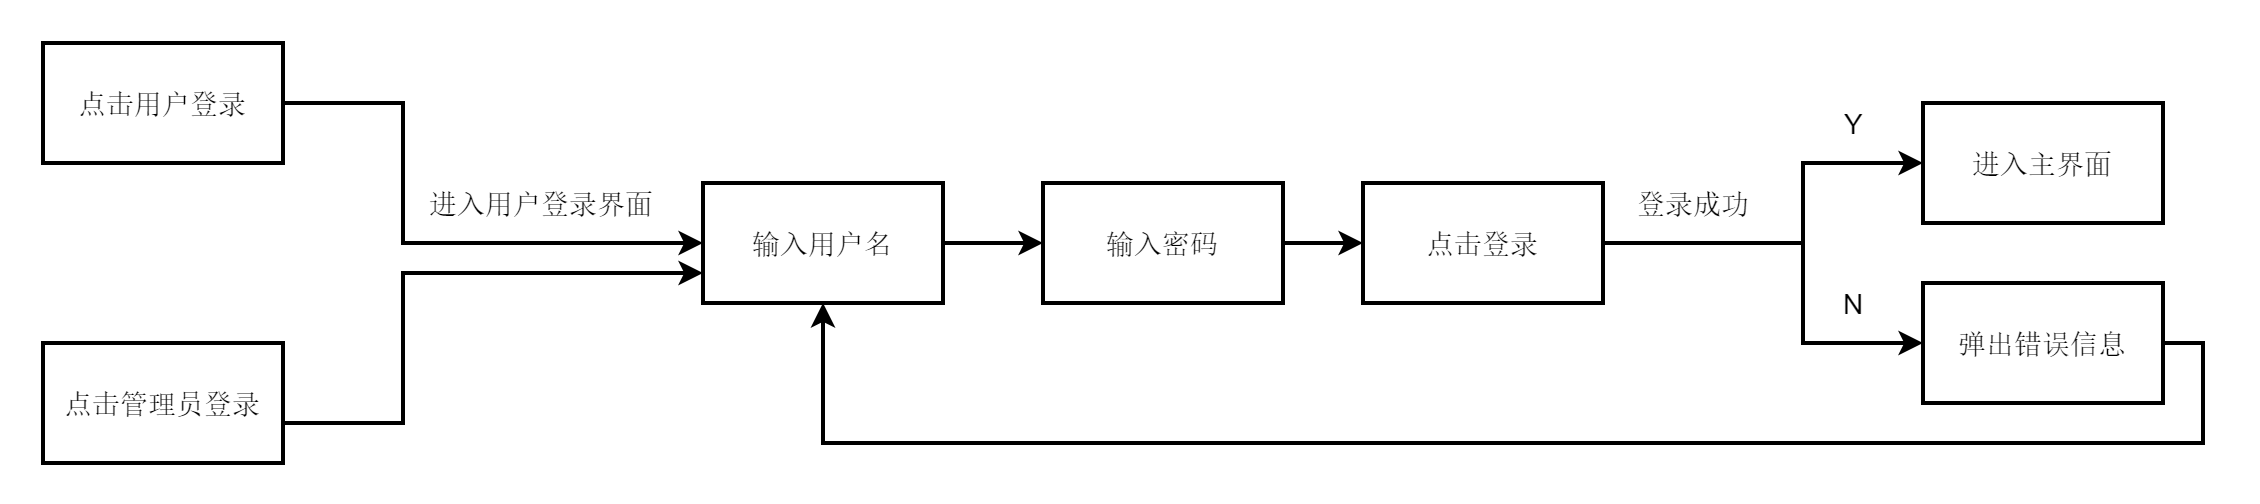 点击用户登录
点击管理员登录
进入用户登录界面
输入用户名
输入密码
点击登录
登录成功
Y
进入主界面
N
弹出错误信息